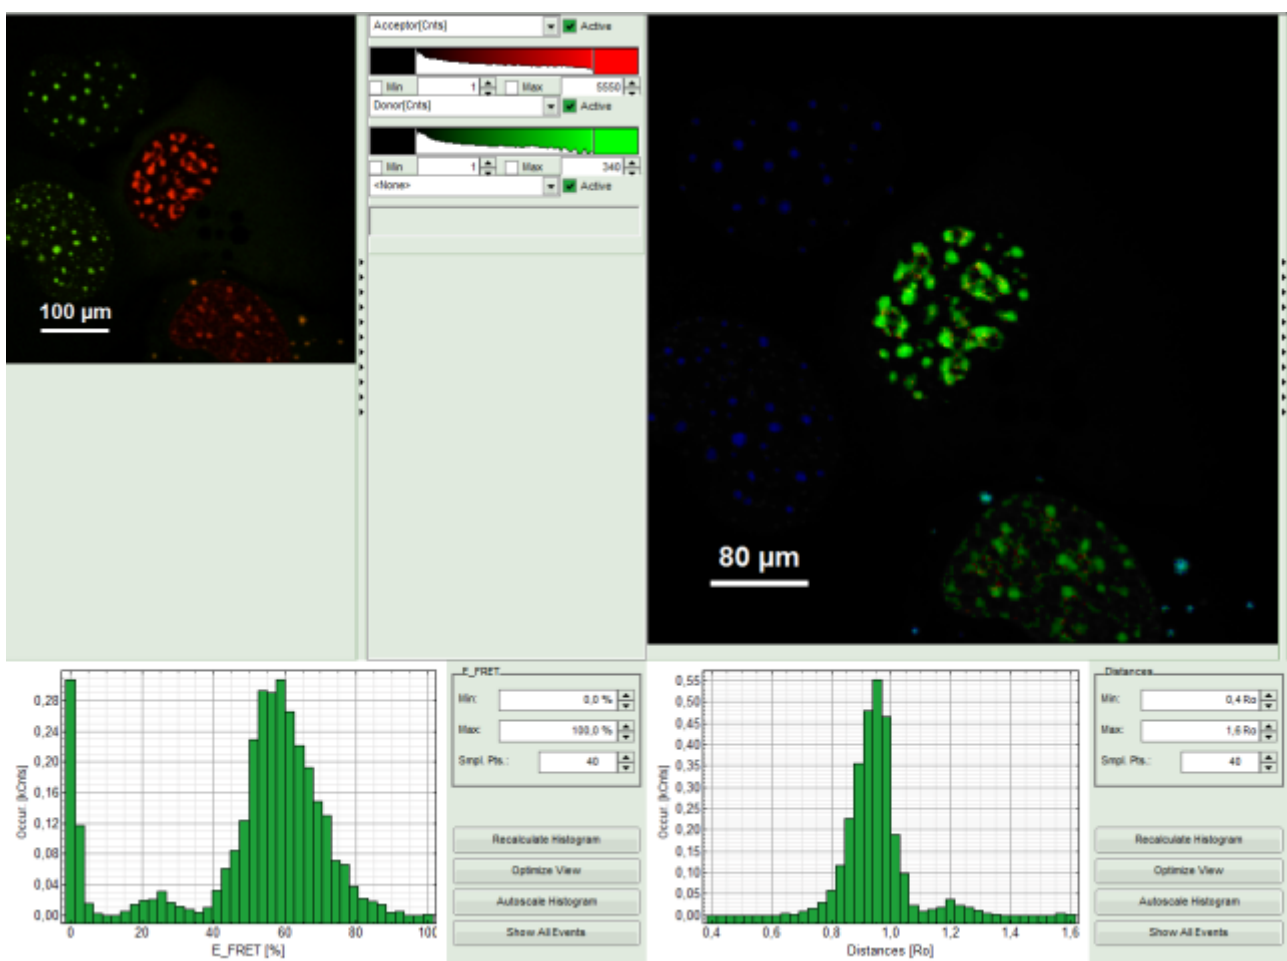 Acceptor[Cnts]
Active
Min
1
Max
5550
Donor[Cnts]
Active
Min
1
Max
340
<None>
Active
100 µm
80 µm
0,28
0,24
0,20
0,16
0,12
0,08
0,04
0,00
Occur. [kCnts]
0
20
40
60
80
100
E_FRET [%]
E_FRET
Min:
0,0 %
Max:
100,0 %
Smpl. Pts.:
40
Recalculate Histogram
Optimize View
Autoscale Histogram
Show All Events
0,55
0,50
0,45
0,40
0,35
0,30
0,25
0,20
0,15
0,10
0,05
0,00
Occur. [kCnts]
0,4
0,6
0,8
1,0
1,2
1,4
1,6
Distances [Ro]
Distances
Min:
0,4 Ro
Max:
1,6 Ro
Smpl. Pts.:
40
Recalculate Histogram
Optimize View
Autoscale Histogram
Show All Events